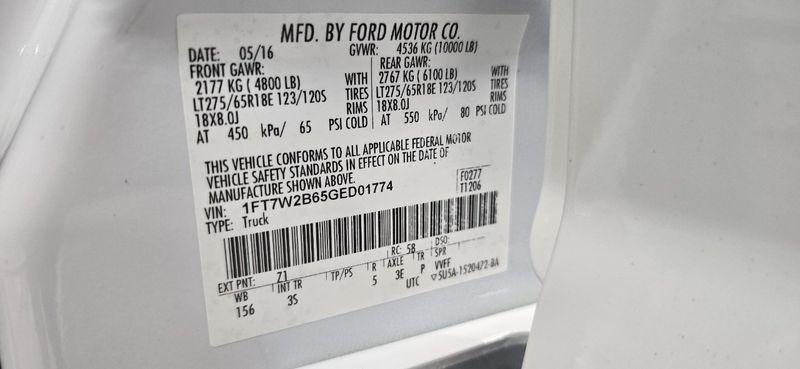 MFD. BY FORD MOTOR CO.
DATE: 05/16 GVWR: 4536 KG (10000 LB)
FRONT GAWR: REAR GAWR:
2177 KG ( 4800 LB) WITH 2767 KG ( 6100 LB) WITH
LT275/65R18E 123/120S TIRES LT275/65R18E 123/120S TIRES
18X8.0J RIMS 18X8.0J RIMS
AT 450 kPa/ 65 PSI COLD AT 550 kPa/ 80 PSI COLD
THIS VEHICLE CONFORMS TO ALL APPLICABLE FEDERAL MOTOR
VEHICLE SAFETY STANDARDS IN EFFECT ON THE DATE OF
MANUFACTURE SHOWN ABOVE.
F0277
T1206
VIN: 1FT7W2B65GED01774
TYPE: Truck
EXT PNT: Z1 RC: 58 DSO:
WB INT TR TP/PS R AXLE TR SPR
156 3S 5 3E P VVFF
UTC ▽5U5A-1520472-BA